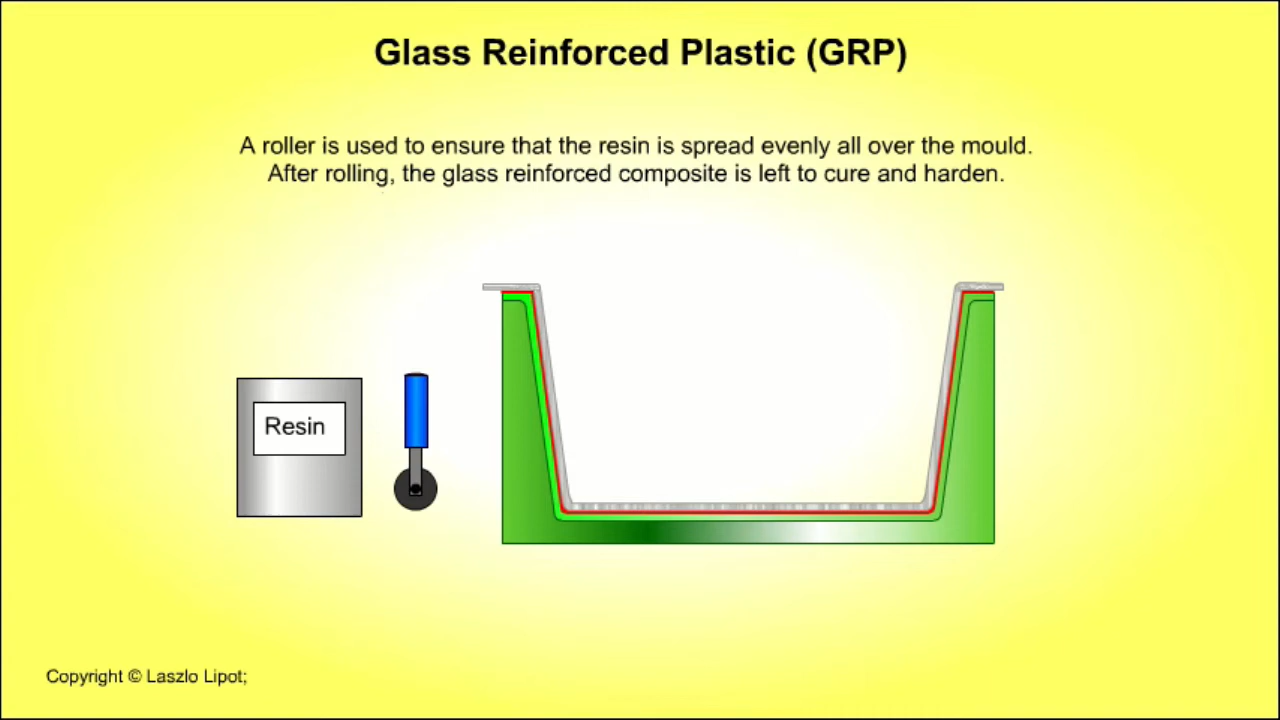 Glass Reinforced Plastic (GRP)
A roller is used to ensure that the resin is spread evenly all over the mould.
After rolling, the glass reinforced composite is left to cure and harden.
Resin
Copyright © Laszlo Lipot;